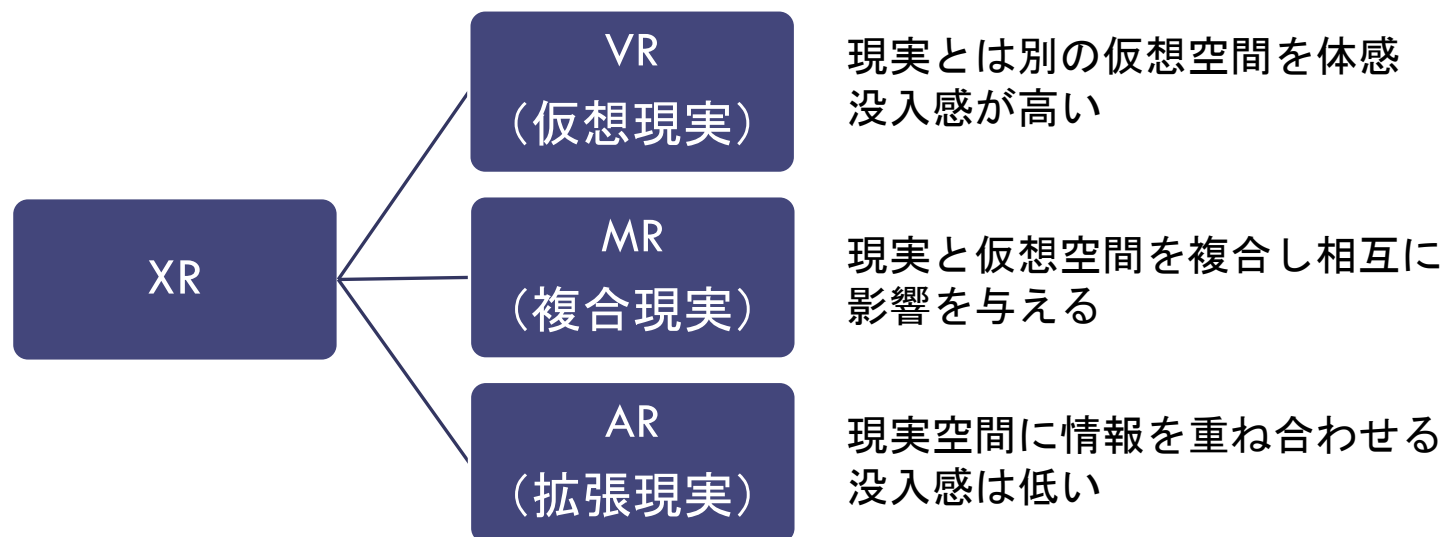 XR
VR
（仮想現実）
現実とは別の仮想空間を体感
没入感が高い
MR
（複合現実）
現実と仮想空間を複合し相互に
影響を与える
AR
（拡張現実）
現実空間に情報を重ね合わせる
没入感は低い